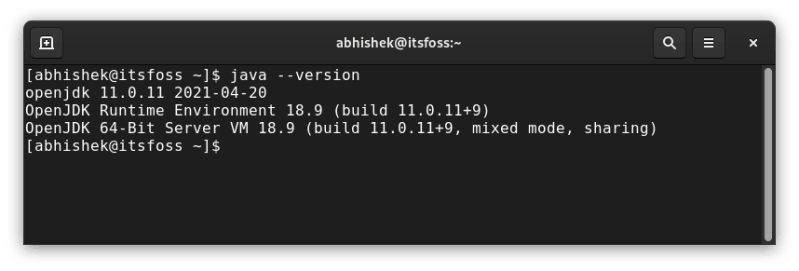 abhishek@itsfoss:~
[abhishek@itsfoss ~]$ java --version
openjdk 11.0.11 2021-04-20
OpenJDK Runtime Environment 18.9 (build 11.0.11+9)
OpenJDK 64-Bit Server VM 18.9 (build 11.0.11+9, mixed mode, sharing)
[abhishek@itsfoss ~]$